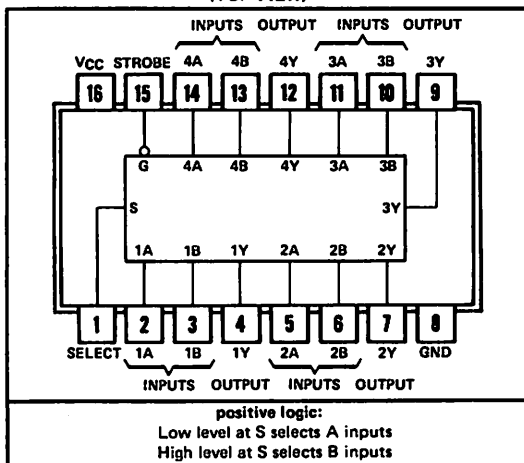 INPUTS OUTPUT INPUTS OUTPUT
VCC STROBE 4A 4B 4Y 3A 3B 3Y
16 15 14 13 12 11 10 9
G 4A 4B 4Y 3A 3B
S 3Y
1A 1B 1Y 2A 2B 2Y
1 2 3 4 5 6 7 8
SELECT 1A 1B 1Y 2A 2B 2Y GND
INPUTS OUTPUT INPUTS OUTPUT
positive logic:
Low level at S selects A inputs
High level at S selects B inputs